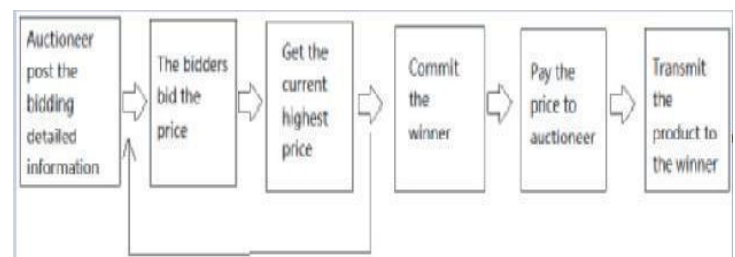 Auctioneer
post the
bidding
detailed
information
The bidders
bid the
price
Get the
current
highest
price
Commit
the
winner
Pay the
price to
auctioneer
Transmit
the
product to
the winner